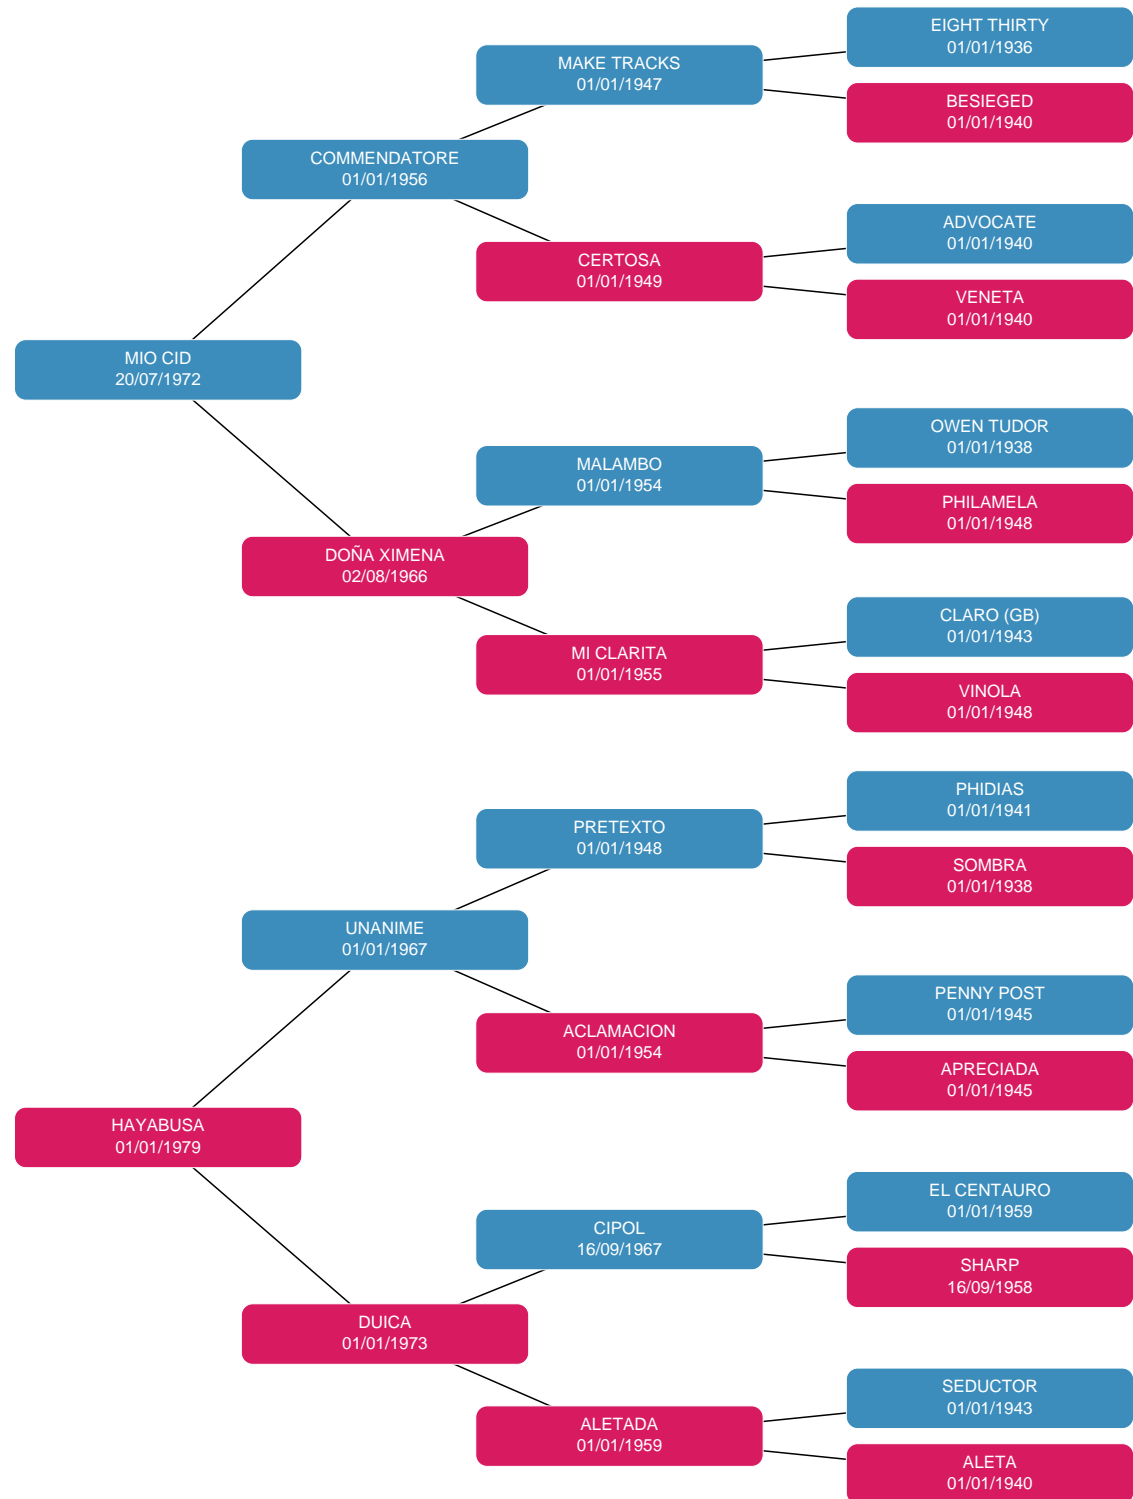 EIGHT THIRTY
01/01/1936
MAKE TRACKS
01/01/1947
BESIEGED
01/01/1940
COMMENDATORE
01/01/1956
ADVOCATE
01/01/1940
CERTOSA
01/01/1949
VENETA
01/01/1940
MIO CID
20/07/1972
OWEN TUDOR
01/01/1938
MALAMBO
01/01/1954
PHILAMELA
01/01/1948
DOÑA XIMENA
02/08/1966
CLARO (GB)
01/01/1943
MI CLARITA
01/01/1955
VINOLA
01/01/1948
PHIDIAS
01/01/1941
PRETEXTO
01/01/1948
SOMBRA
01/01/1938
UNANIME
01/01/1967
PENNY POST
01/01/1945
ACLAMACION
01/01/1954
APRECIADA
01/01/1945
HAYABUSA
01/01/1979
EL CENTAURO
01/01/1959
CIPOL
16/09/1967
SHARP
16/09/1958
DUICA
01/01/1973
SEDUCTOR
01/01/1943
ALETADA
01/01/1959
ALETA
01/01/1940